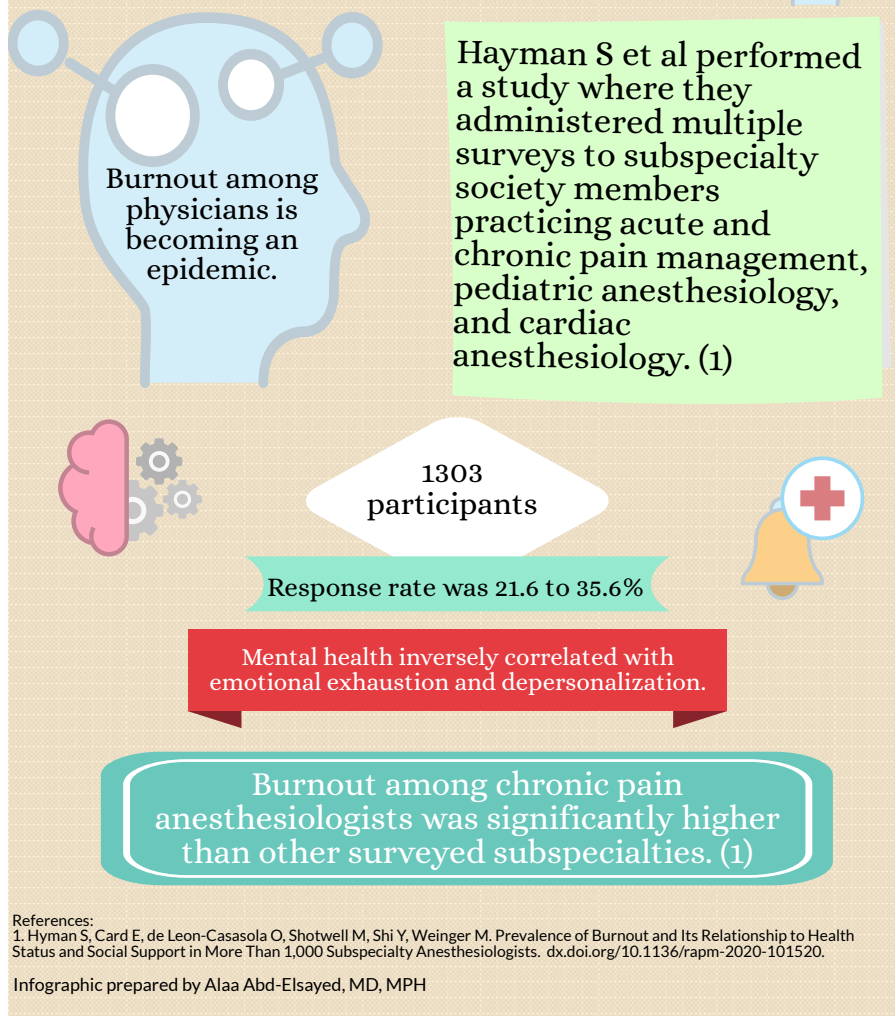 Burnout among
physicians is
becoming an
epidemic.
Hayman S et al performed
a study where they
administered multiple
surveys to subspecialty
society members
practicing acute and
chronic pain management,
pediatric anesthesiology,
and cardiac
anesthesiology. (1)
1303
participants
Response rate was 21.6 to 35.6%
Mental health inversely correlated with
emotional exhaustion and depersonalization.
Burnout among chronic pain
anesthesiologists was significantly higher
than other surveyed subspecialties. (1)
References:
1. Hyman S, Card E, de Leon-Casasola O, Shotwell M, Shi Y, Weinger M. Prevalence of Burnout and Its Relationship to Health
Status and Social Support in More Than 1,000 Subspecialty Anesthesiologists. dx.doi.org/10.1136/rapm-2020-101520.
Infographic prepared by Alaa Abd-Elsayed, MD, MPH